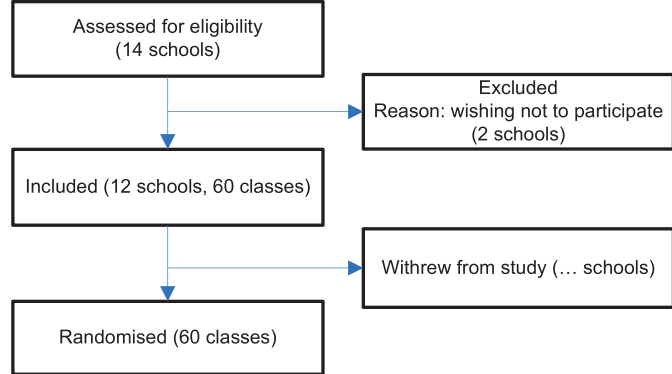 Assessed for eligibility
(14 schools)
Excluded
Reason: wishing not to participate
(2 schools)
Included (12 schools, 60 classes)
Withrew from study (… schools)
Randomised (60 classes)